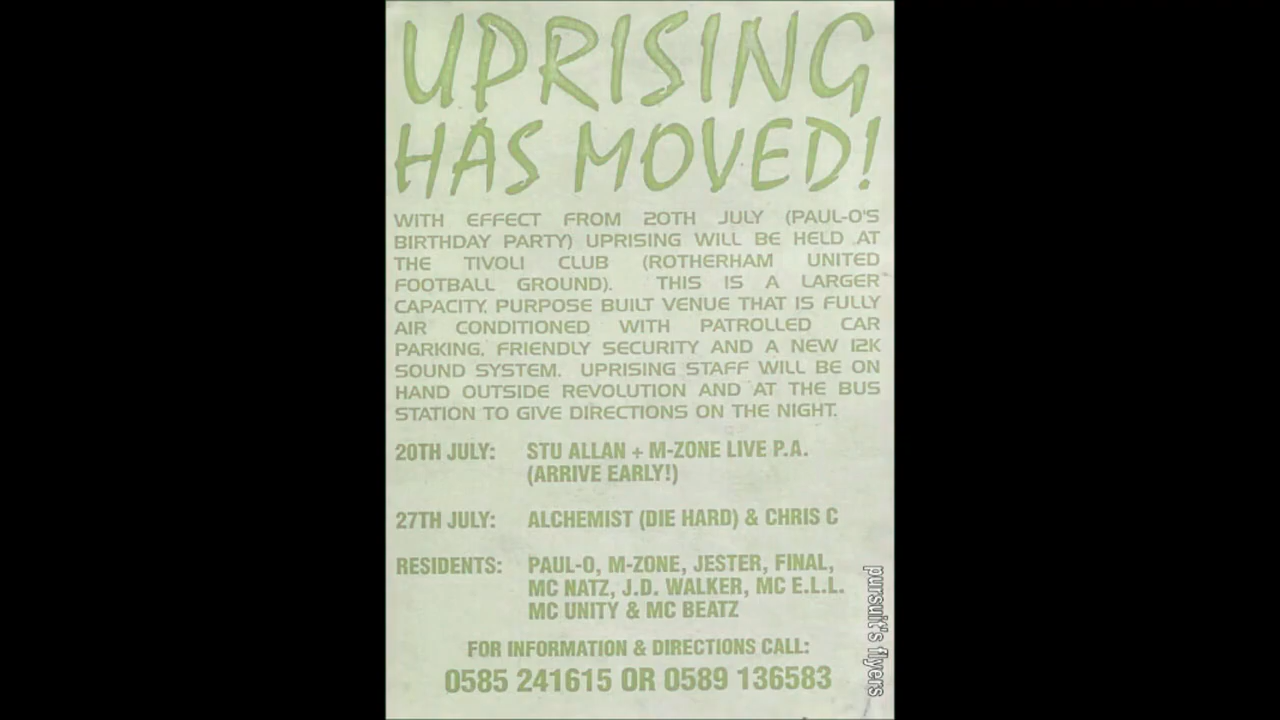 UPRISING
HAS MOVED!
WITH EFFECT FROM 20TH JULY (PAUL-O'S
BIRTHDAY PARTY) UPRISING WILL BE HELD AT
THE TIVOLI CLUB (ROTHERHAM UNITED
FOOTBALL GROUND). THIS IS A LARGER
CAPACITY, PURPOSE BUILT VENUE THAT IS FULLY
AIR CONDITIONED WITH PATROLLED CAR
PARKING, FRIENDLY SECURITY AND A NEW 12K
SOUND SYSTEM. UPRISING STAFF WILL BE ON
HAND OUTSIDE REVOLUTION AND AT THE BUS
STATION TO GIVE DIRECTIONS ON THE NIGHT.
20TH JULY: STU ALLAN + M-ZONE LIVE P.A.
(ARRIVE EARLY!)
27TH JULY: ALCHEMIST (DIE HARD) & CHRIS C
RESIDENTS: PAUL-O, M-ZONE, JESTER, FINAL,
MC NATZ, J.D. WALKER, MC E.L.L.
MC UNITY & MC BEATZ
FOR INFORMATION & DIRECTIONS CALL:
0585 241615 OR 0589 136583
pursuit's flyers